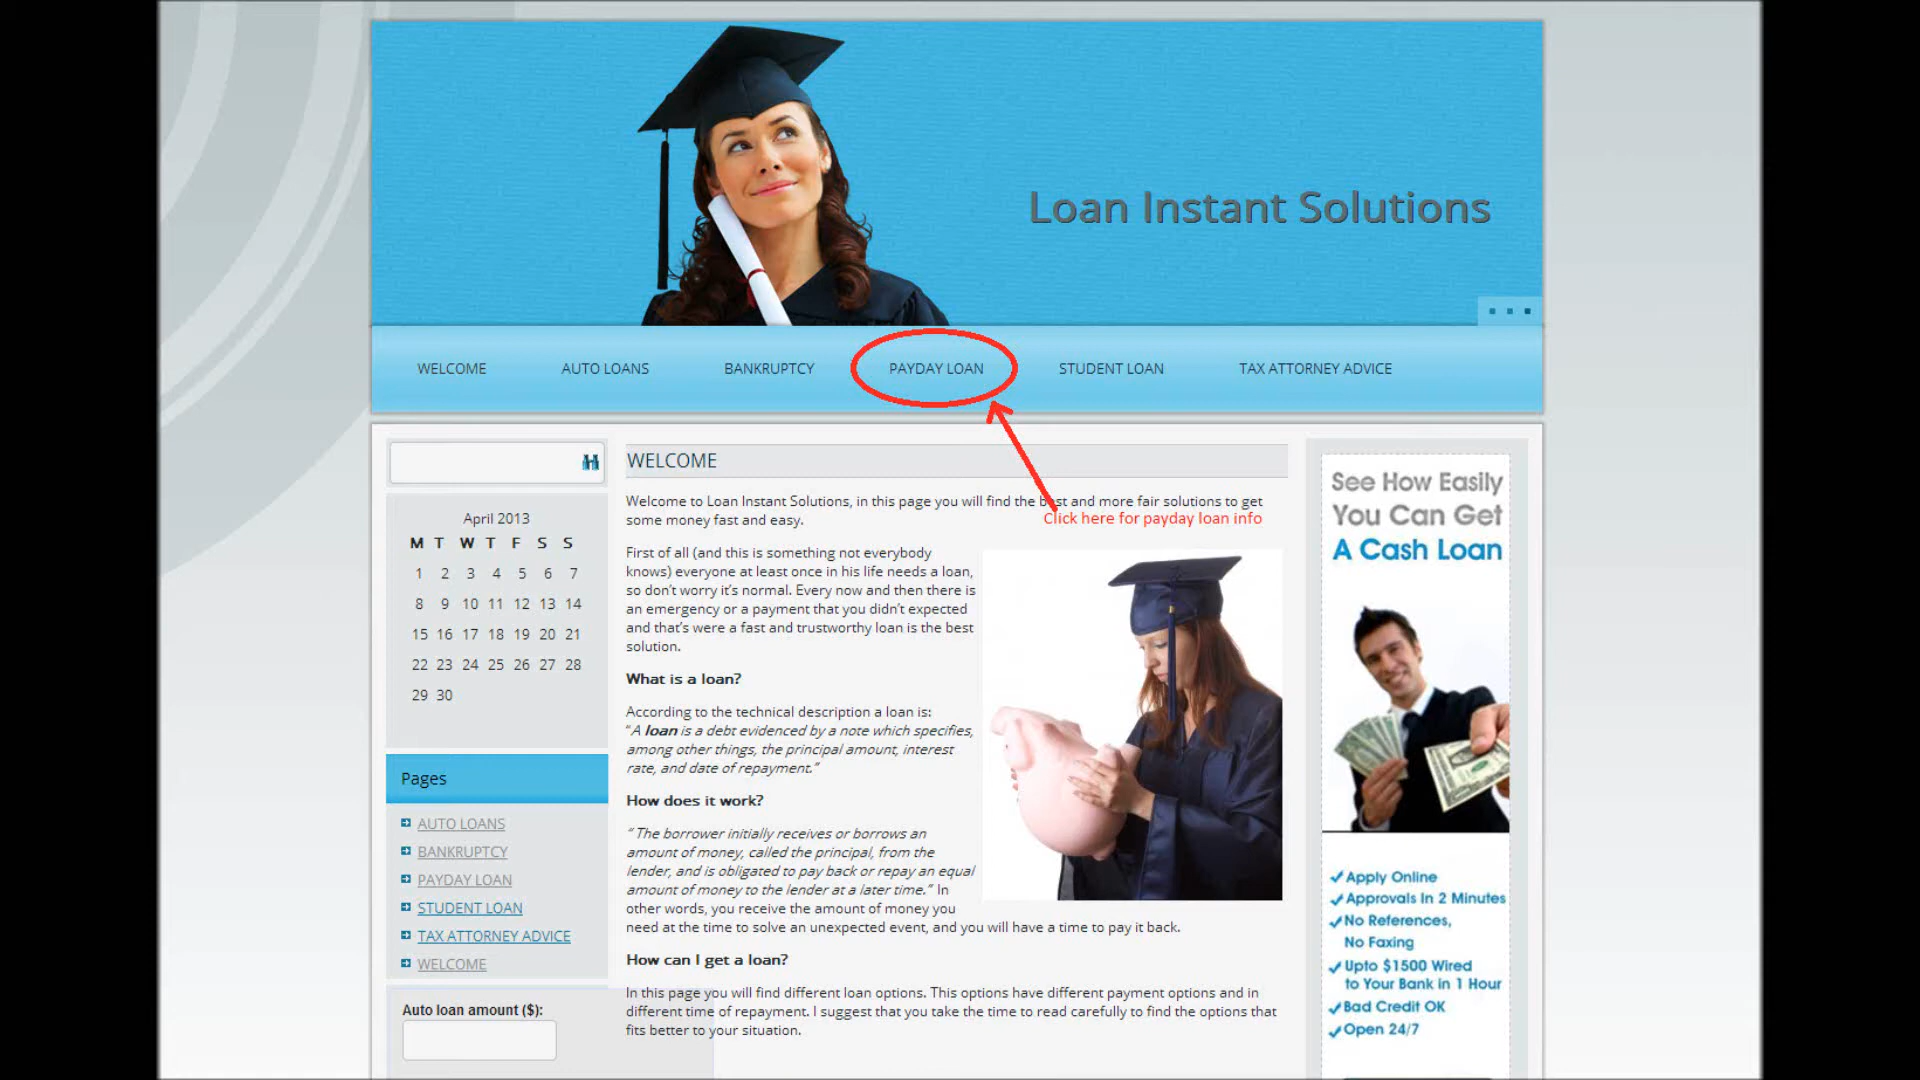 Loan Instant Solutions
WELCOME AUTO LOANS BANKRUPTCY PAYDAY LOAN STUDENT LOAN TAX ATTORNEY ADVICE
April 2013
M T W T F S S
1 2 3 4 5 6 7
8 9 10 11 12 13 14
15 16 17 18 19 20 21
22 23 24 25 26 27 28
29 30
Pages
AUTO LOANS
BANKRUPTCY
PAYDAY LOAN
STUDENT LOAN
TAX ATTORNEY ADVICE
WELCOME
Auto loan amount ($):
WELCOME
Welcome to Loan Instant Solutions, in this page you will find the best and more fair solutions to get
some money fast and easy.
Click here for payday loan info
First of all (and this is something not everybody
knows) everyone at least once in his life needs a loan,
so don’t worry it’s normal. Every now and then there is
an emergency or a payment that you didn’t expected
and that’s were a fast and trustworthy loan is the best
solution.
What is a loan?
According to the technical description a loan is:
“A loan is a debt evidenced by a note which specifies,
among other things, the principal amount, interest
rate, and date of repayment.”
How does it work?
“ The borrower initially receives or borrows an
amount of money, called the principal, from the
lender, and is obligated to pay back or repay an equal
amount of money to the lender at a later time.” In
other words, you receive the amount of money you
need at the time to solve an unexpected event, and you will have a time to pay it back.
How can I get a loan?
In this page you will find different loan options. This options have different payment options and in
different time of repayment. I suggest that you take the time to read carefully to find the options that
fits better to your situation.
See How Easily
You Can Get
A Cash Loan
Apply Online
Approvals In 2 Minutes
No References,
No Faxing
Upto $1500 Wired
to Your Bank in 1 Hour
Bad Credit OK
Open 24/7